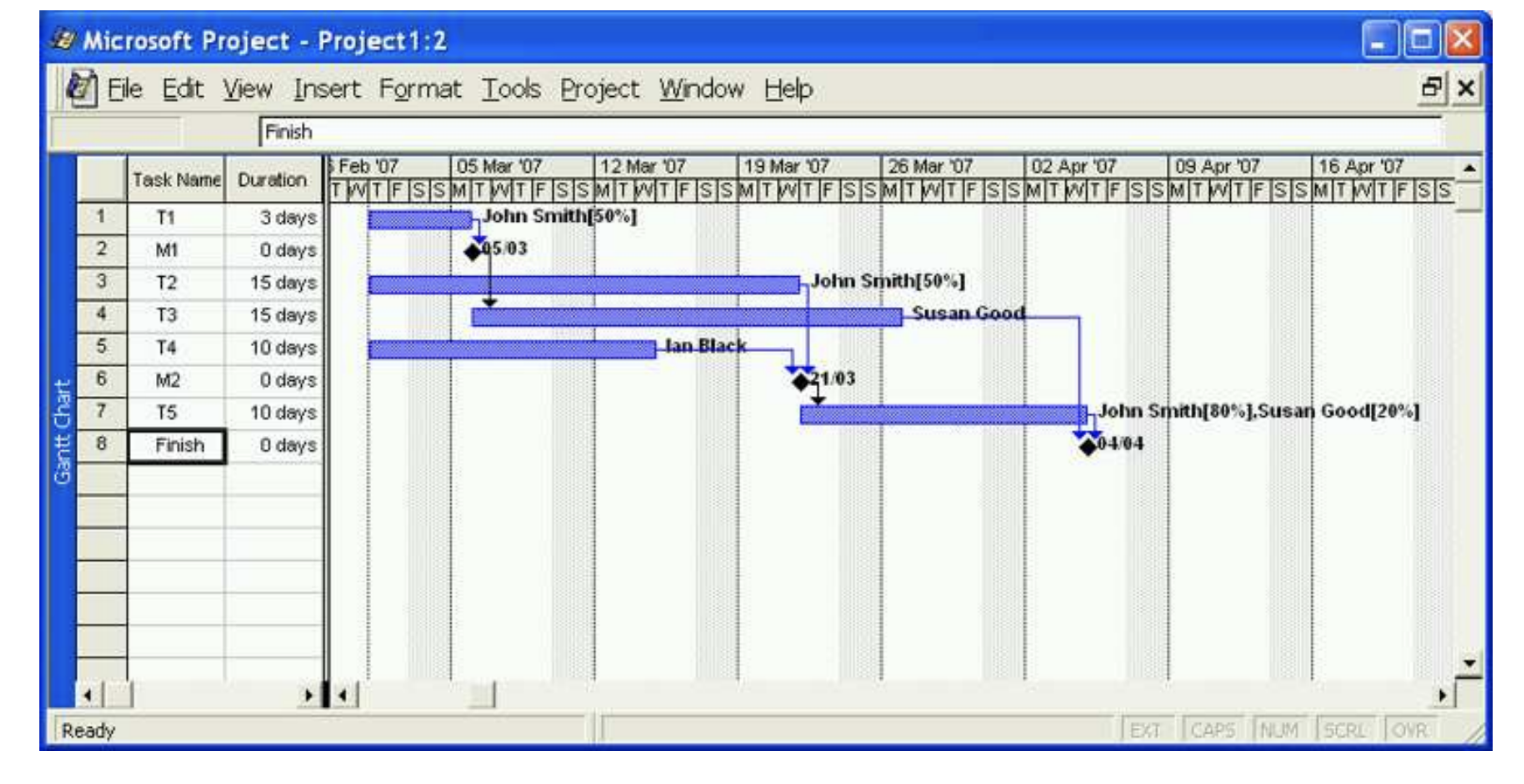 Microsoft Project - Project1:2
File Edit View Insert Format Tools Project Window Help
Finish
Task Name Duration Feb '07 05 Mar '07 12 Mar '07 19 Mar '07 26 Mar '07 02 Apr '07 09 Apr '07 16 Apr '07
T W T F S S M T W T F S S M T W T F S S M T W T F S S M T W T F S S M T W T F S S M T W T F S S M T W T F S S
1 T1 3 days John Smith[50%]
2 M1 0 days 05/03
3 T2 15 days John Smith[50%]
4 T3 15 days Susan Good
5 T4 10 days Ian Black
6 M2 0 days 21/03
7 T5 10 days John Smith[80%],Susan Good[20%]
8 Finish 0 days 04/04
Gantt Chart
Ready EXT CAPS NUM SCRL OVR